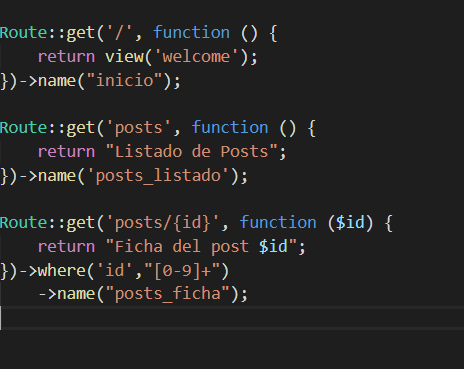 Route::get('/', function () {
    return view('welcome');
})->name("inicio");
Route::get('posts', function () {
    return "Listado de Posts";
})->name('posts_listado');
Route::get('posts/{id}', function ($id) {
    return "Ficha del post $id";
})->where('id',"[0-9]+")
    ->name("posts_ficha");